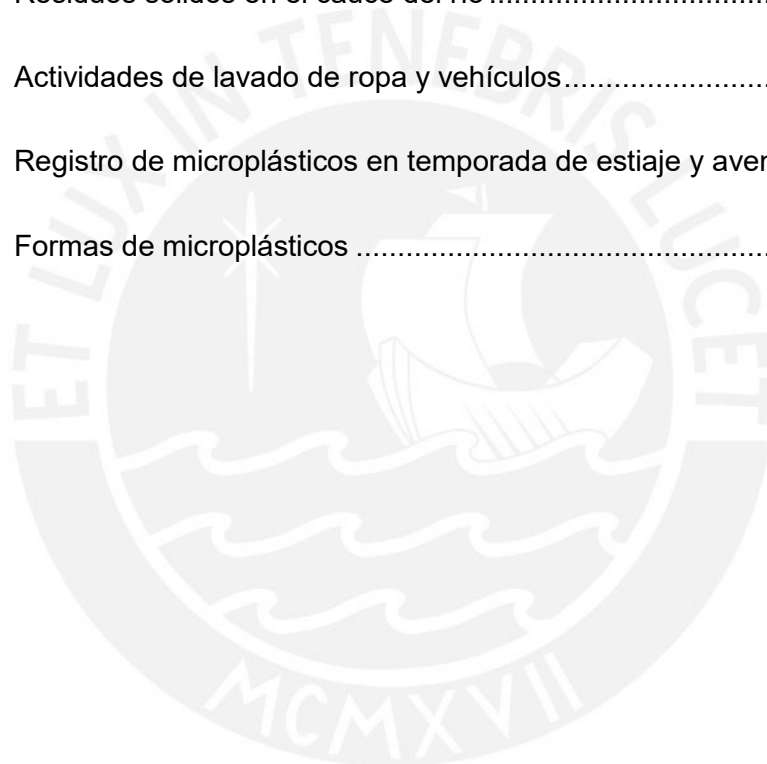 Actividades de lavado de ropa y vehículos.........................
Registro de microplásticos en temporada de estiaje y aven
Formas de microplásticos ..................................................
ET LUX IN TENEBRIS LUCET
MCMXVII